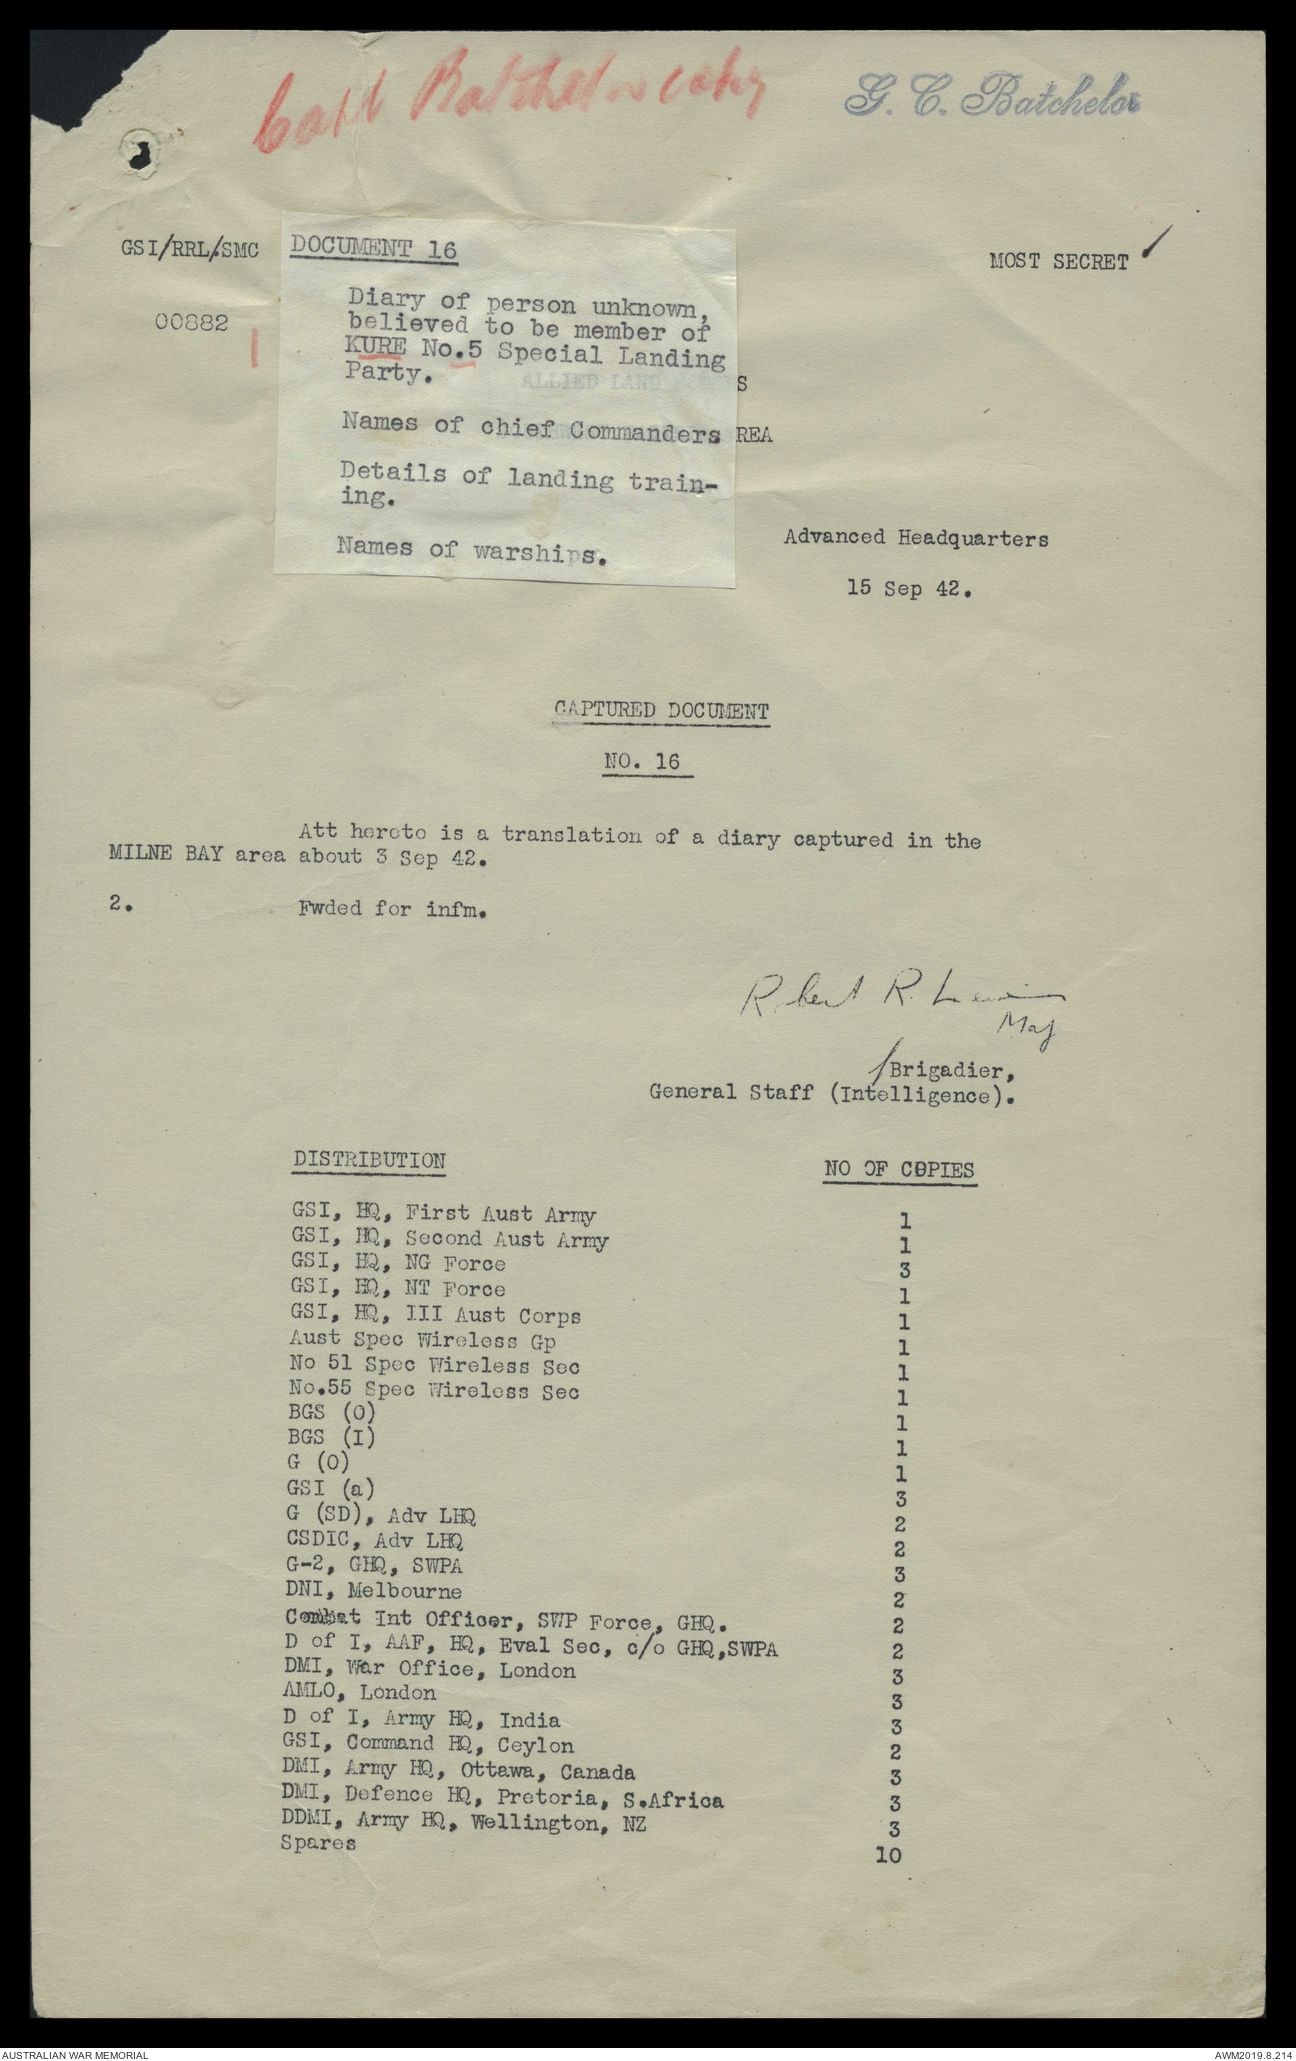 Capt Batchelor copy
G. C. Batchelor
GSI/RRL/SMC
MOST SECRET
00882
DOCUMENT 16
Diary of person unknown,
believed to be member of
KURE No.5 Special Landing
Party.
ALLIED LAND FORCES
Names of chief Commanders
REA
Details of landing train-
ing.
Names of warships.
Advanced Headquarters
15 Sep 42.
CAPTURED DOCUMENT
NO. 16
Att hereto is a translation of a diary captured in the
MILNE BAY area about 3 Sep 42.
2. Fwded for infm.
Robert R. Lewin
Maj
/Brigadier,
General Staff (Intelligence).
DISTRIBUTION NO OF COPIES
GSI, HQ, First Aust Army 1
GSI, HQ, Second Aust Army 1
GSI, HQ, NG Force 3
GSI, HQ, NT Force 1
GSI, HQ, III Aust Corps 1
Aust Spec Wireless Gp 1
No 51 Spec Wireless Sec 1
No.55 Spec Wireless Sec 1
BGS (O) 1
BGS (I) 1
G (O) 1
GSI (a) 3
G (SD), Adv LHQ 2
CSDIC, Adv LHQ 2
G-2, GHQ, SWPA 3
DNI, Melbourne 2
Combat Int Officer, SWP Force, GHQ. 2
D of I, AAF, HQ, Eval Sec, c/o GHQ,SWPA 2
DMI, War Office, London 3
AMLO, London 3
D of I, Army HQ, India 3
GSI, Command HQ, Ceylon 2
DMI, Army HQ, Ottawa, Canada 3
DMI, Defence HQ, Pretoria, S.Africa 3
DDMI, Army HQ, Wellington, NZ 3
Spares 10
AUSTRALIAN WAR MEMORIAL
AWM2019.8.214